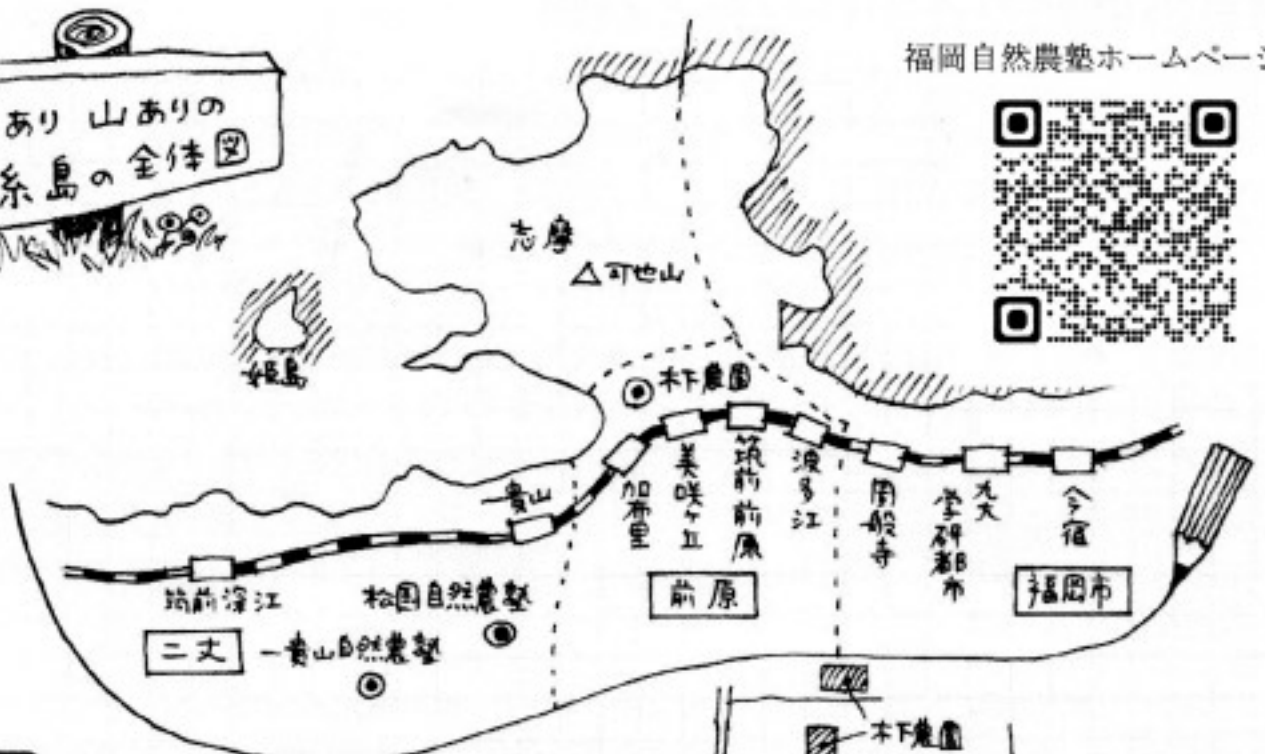 あり 山ありの
糸島の 全体図
福岡自然農塾ホームページ
志摩
可也山
姫島
木下農園
一貴山
加布里
美咲ヶ丘
筑前前原
波多江
周船寺
九大
学研都市
今宿
筑前深江
松国自然農塾
前原
福岡市
二丈
一貴山自然農塾
木下農園